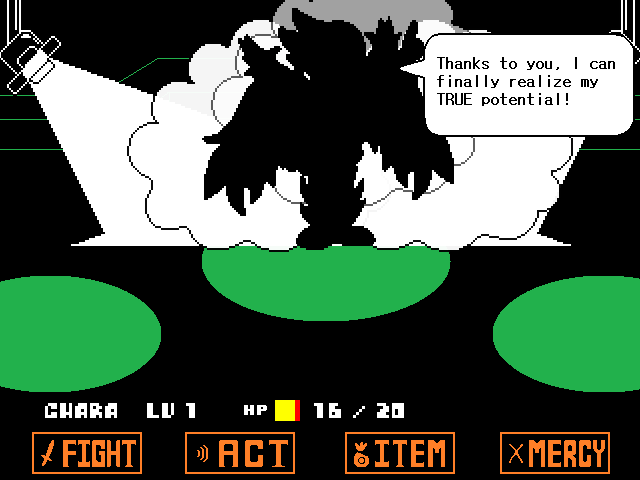 Thanks to you, I can
finally realize my
TRUE potential!
CHARA LV 1 HP 16 / 20
FIGHT ACT ITEM MERCY